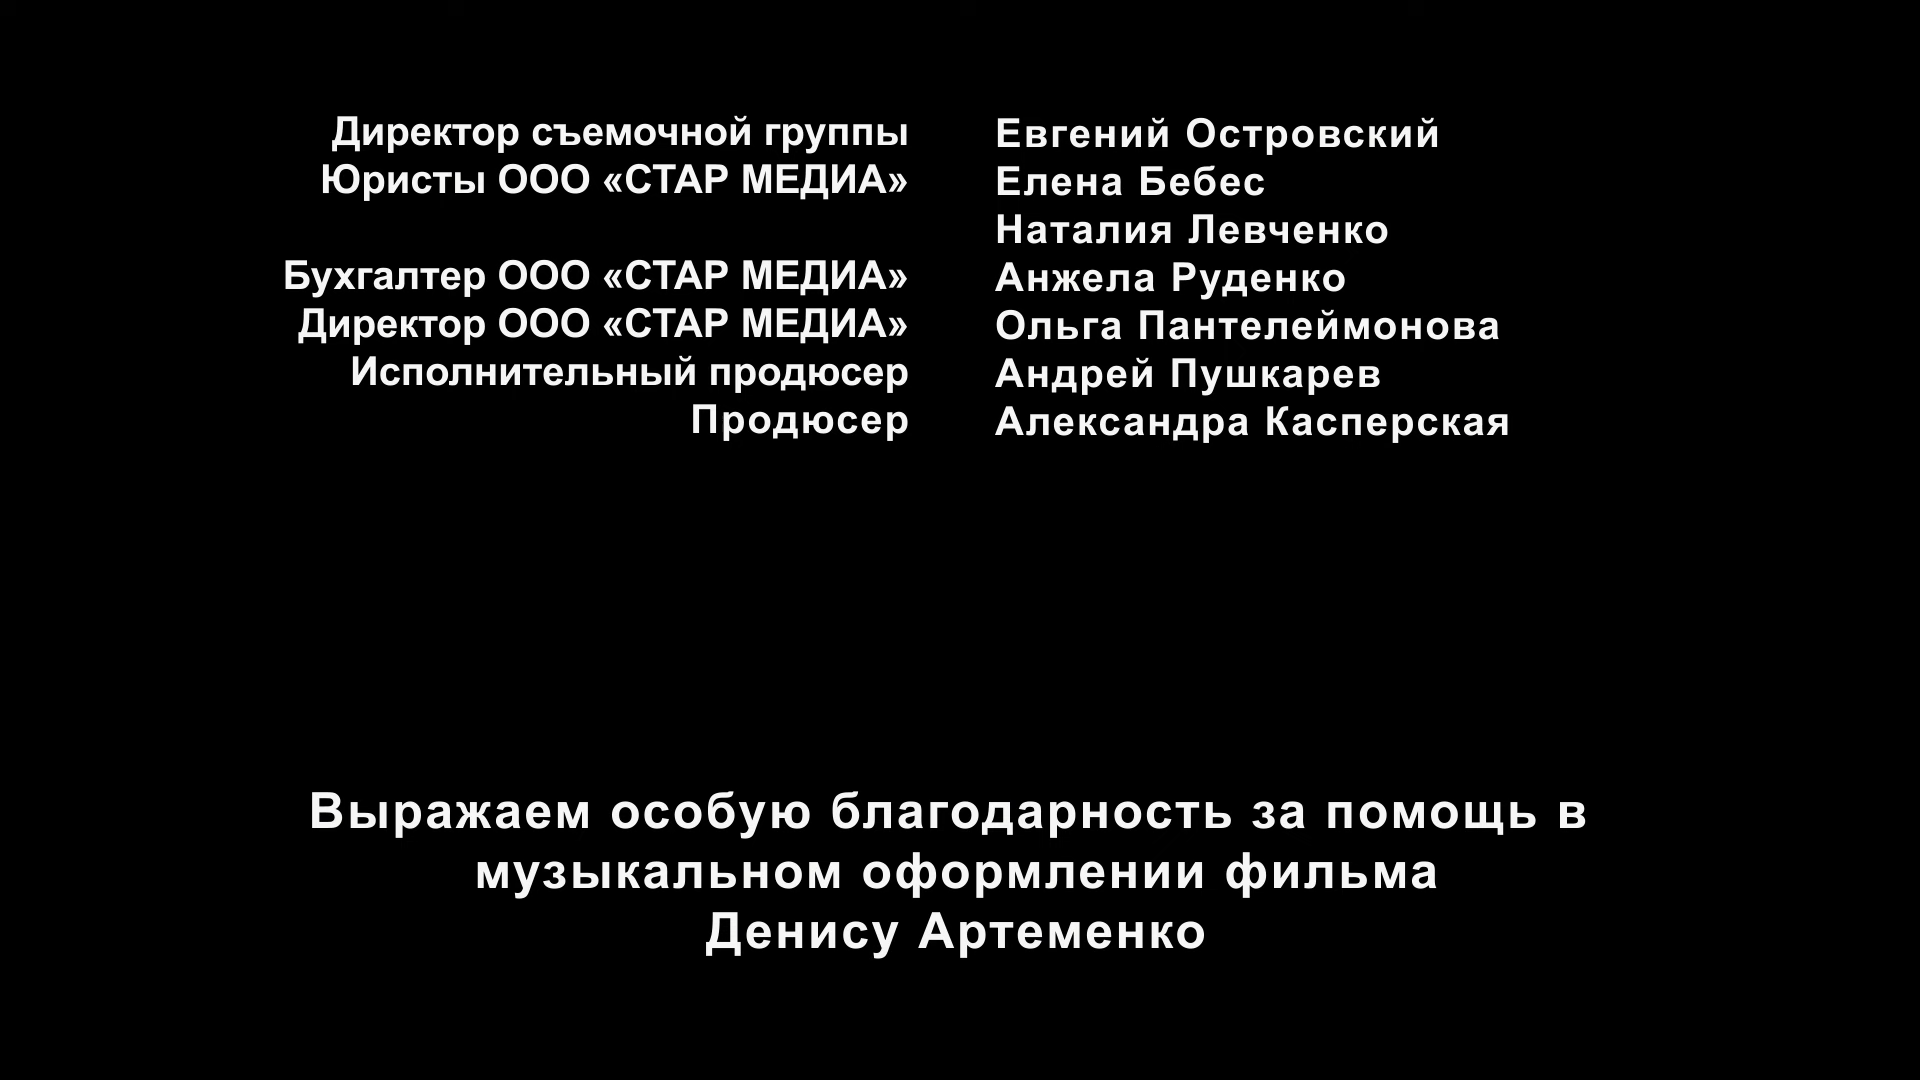 Директор съемочной группы Евгений Островский
Юристы ООО «СТАР МЕДИА» Елена Бебес
Наталия Левченко
Бухгалтер ООО «СТАР МЕДИА» Анжела Руденко
Директор ООО «СТАР МЕДИА» Ольга Пантелеймонова
Исполнительный продюсер Андрей Пушкарев
Продюсер Александра Касперская
Выражаем особую благодарность за помощь в
музыкальном оформлении фильма
Денису Артеменко